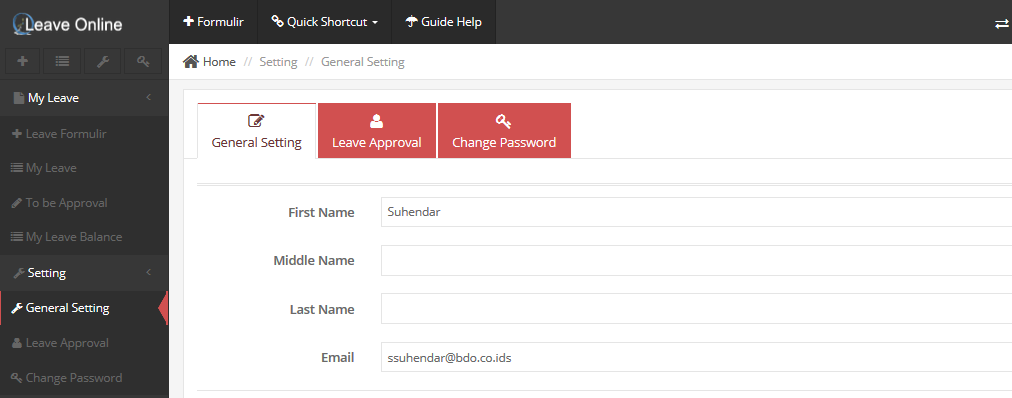 Leave Online
Formulir Quick Shortcut Guide Help
Home // Setting // General Setting
My Leave
Leave Formulir
My Leave
To be Approval
My Leave Balance
Setting
General Setting
Leave Approval
Change Password
General Setting Leave Approval Change Password
First Name Suhendar
Middle Name
Last Name
Email ssuhendar@bdo.co.ids